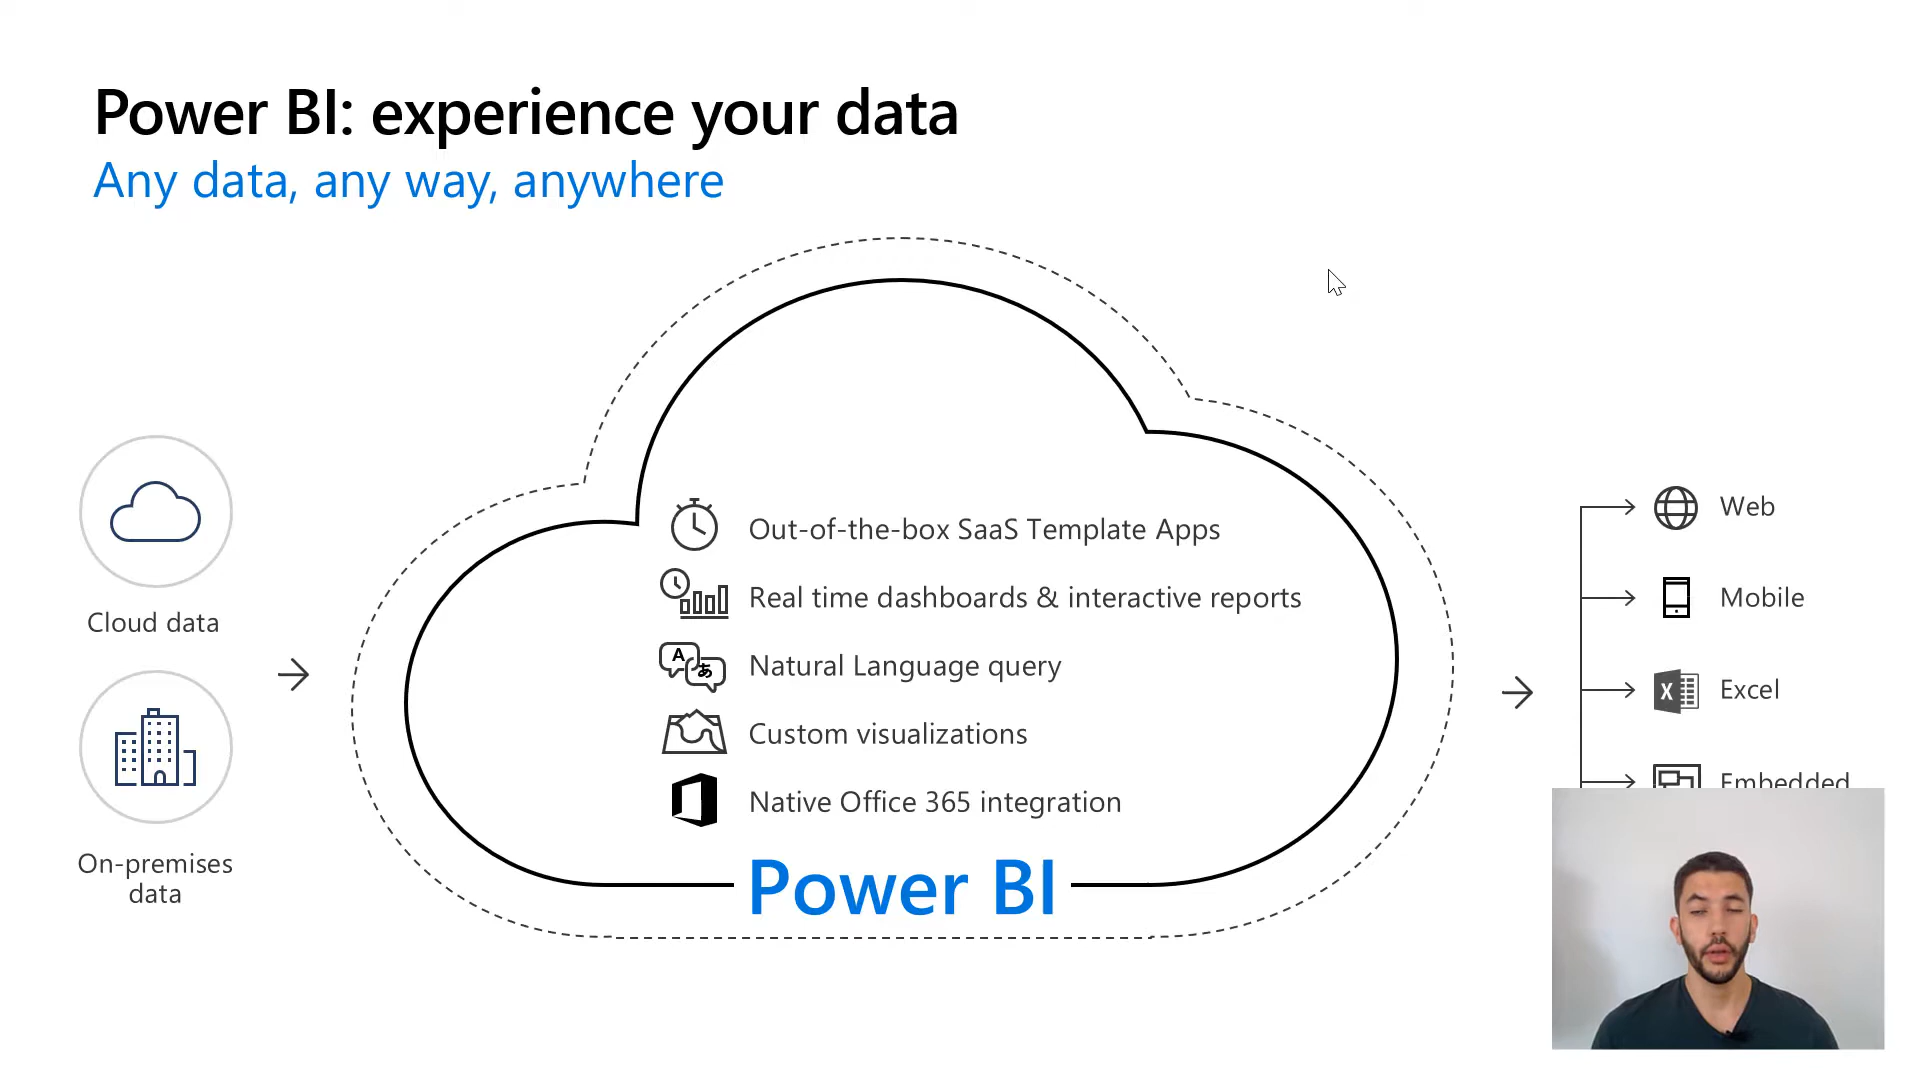 Power BI: experience your data
Any data, any way, anywhere
Cloud data
On-premises
data
Out-of-the-box SaaS Template Apps
Real time dashboards & interactive reports
A あ
Natural Language query
Custom visualizations
Native Office 365 integration
Power BI
Web
Mobile
X
Excel
Embedded